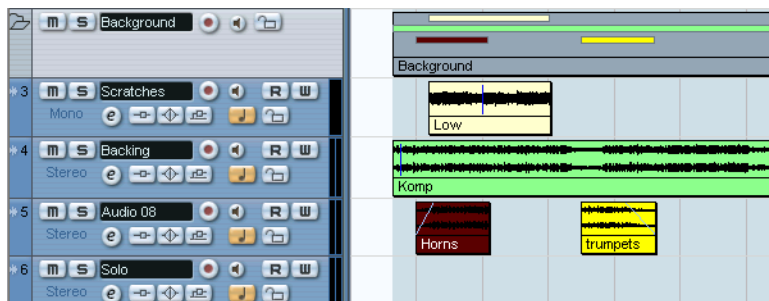 m S Background
Background
3 m S Scratches R W
Mono e
Low
4 m S Backing R W
Stereo e
Komp
5 m S Audio 08 R W
Stereo e
Horns
trumpets
6 m S Solo R W
Stereo e